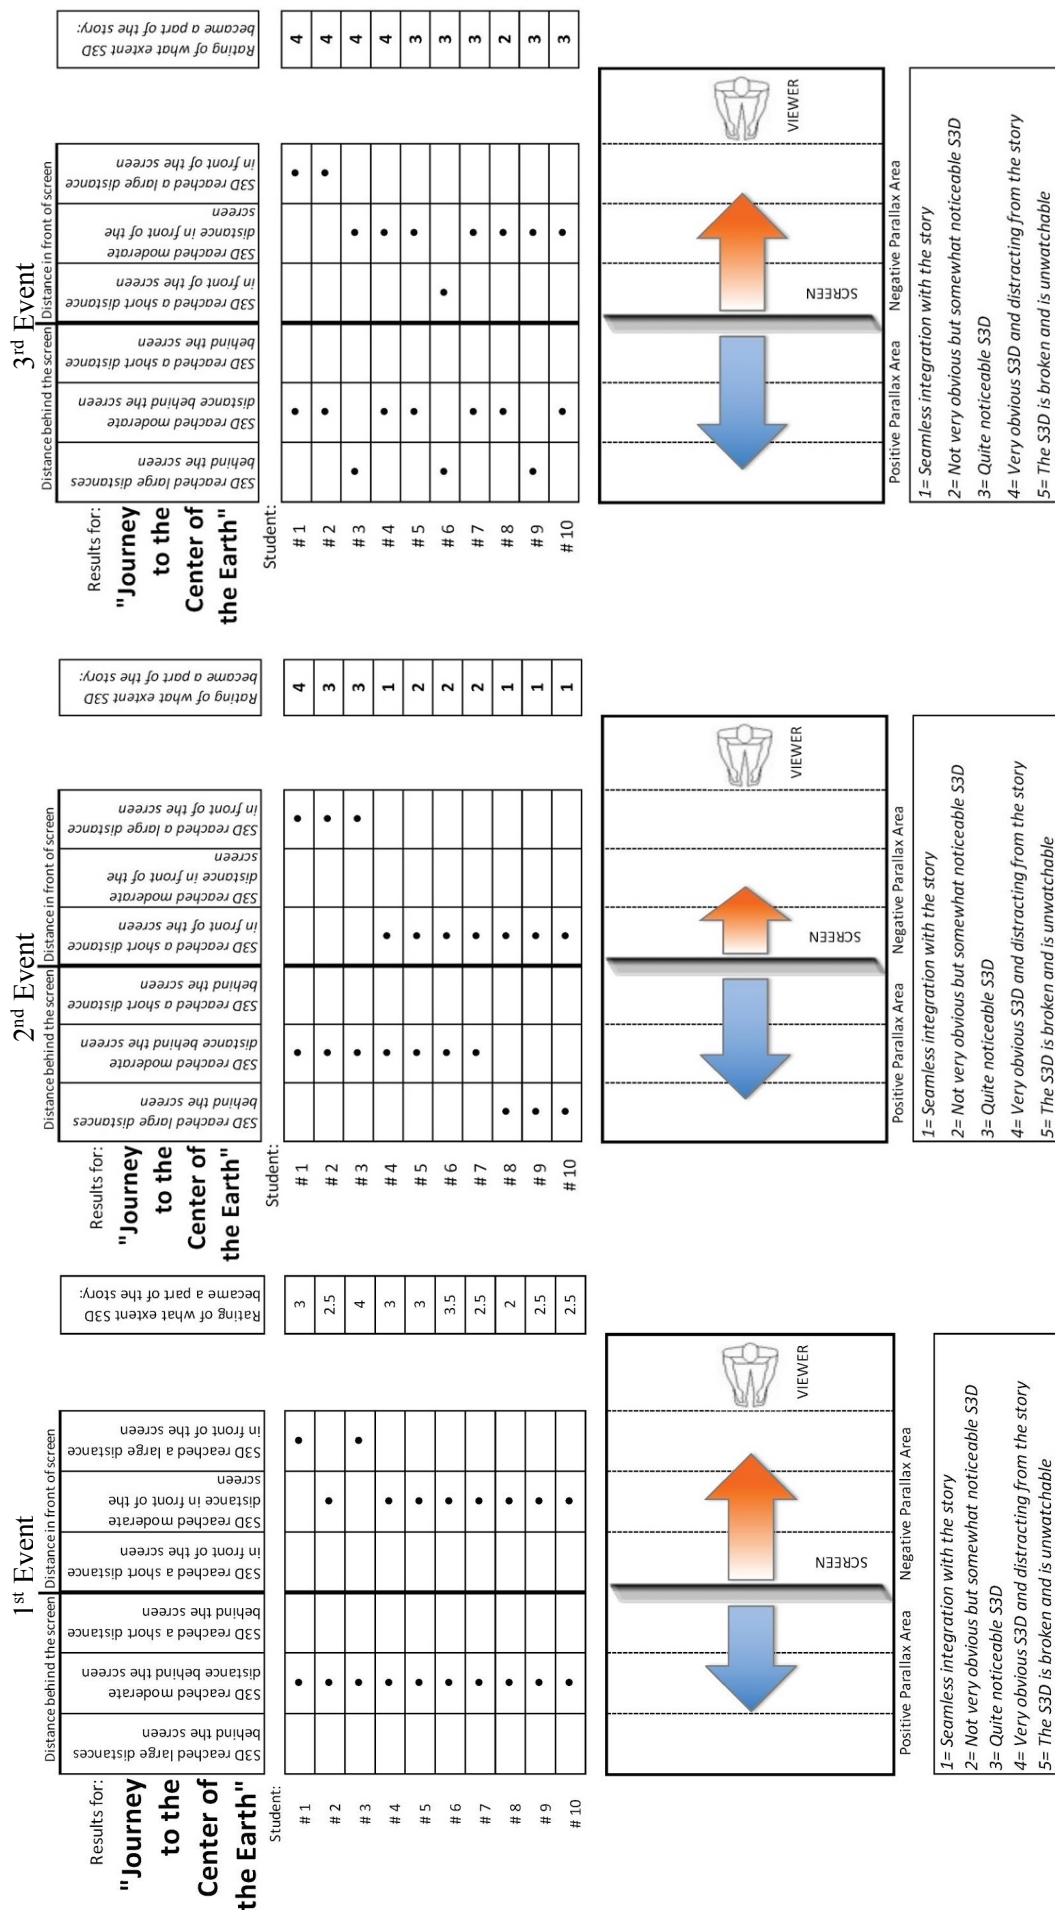 1st Event
Distance behind the screen
Distance in front of screen
Results for:
"Journey
to the
Center of
the Earth"
S3D reached large distances
behind the screen
S3D reached moderate
distance behind the screen
S3D reached a short distance
behind the screen
S3D reached a short distance
in front of the screen
S3D reached moderate
distance in front of the
screen
S3D reached a large distance
in front of the screen
Rating of what extent S3D
became a part of the story:
Student:
# 1 3
# 2 2.5
# 3 4
# 4 3
# 5 3
# 6 3.5
# 7 2.5
# 8 2
# 9 2.5
# 10 2.5
SCREEN
VIEWER
Positive Parallax Area
Negative Parallax Area
1= Seamless integration with the story
2= Not very obvious but somewhat noticeable S3D
3= Quite noticeable S3D
4= Very obvious S3D and distracting from the story
5= The S3D is broken and is unwatchable
2nd Event
Distance behind the screen
Distance in front of screen
Results for:
"Journey
to the
Center of
the Earth"
S3D reached large distances
behind the screen
S3D reached moderate
distance behind the screen
S3D reached a short distance
behind the screen
S3D reached a short distance
in front of the screen
S3D reached moderate
distance in front of the
screen
S3D reached a large distance
in front of the screen
Rating of what extent S3D
became a part of the story:
Student:
# 1 4
# 2 3
# 3 3
# 4 1
# 5 2
# 6 2
# 7 2
# 8 1
# 9 1
# 10 1
SCREEN
VIEWER
Positive Parallax Area
Negative Parallax Area
1= Seamless integration with the story
2= Not very obvious but somewhat noticeable S3D
3= Quite noticeable S3D
4= Very obvious S3D and distracting from the story
5= The S3D is broken and is unwatchable
3rd Event
Distance behind the screen
Distance in front of screen
Results for:
"Journey
to the
Center of
the Earth"
S3D reached large distances
behind the screen
S3D reached moderate
distance behind the screen
S3D reached a short distance
behind the screen
S3D reached a short distance
in front of the screen
S3D reached moderate
distance in front of the
screen
S3D reached a large distance
in front of the screen
Rating of what extent S3D
became a part of the story:
Student:
# 1 4
# 2 4
# 3 4
# 4 4
# 5 3
# 6 3
# 7 3
# 8 2
# 9 3
# 10 3
SCREEN
VIEWER
Positive Parallax Area
Negative Parallax Area
1= Seamless integration with the story
2= Not very obvious but somewhat noticeable S3D
3= Quite noticeable S3D
4= Very obvious S3D and distracting from the story
5= The S3D is broken and is unwatchable